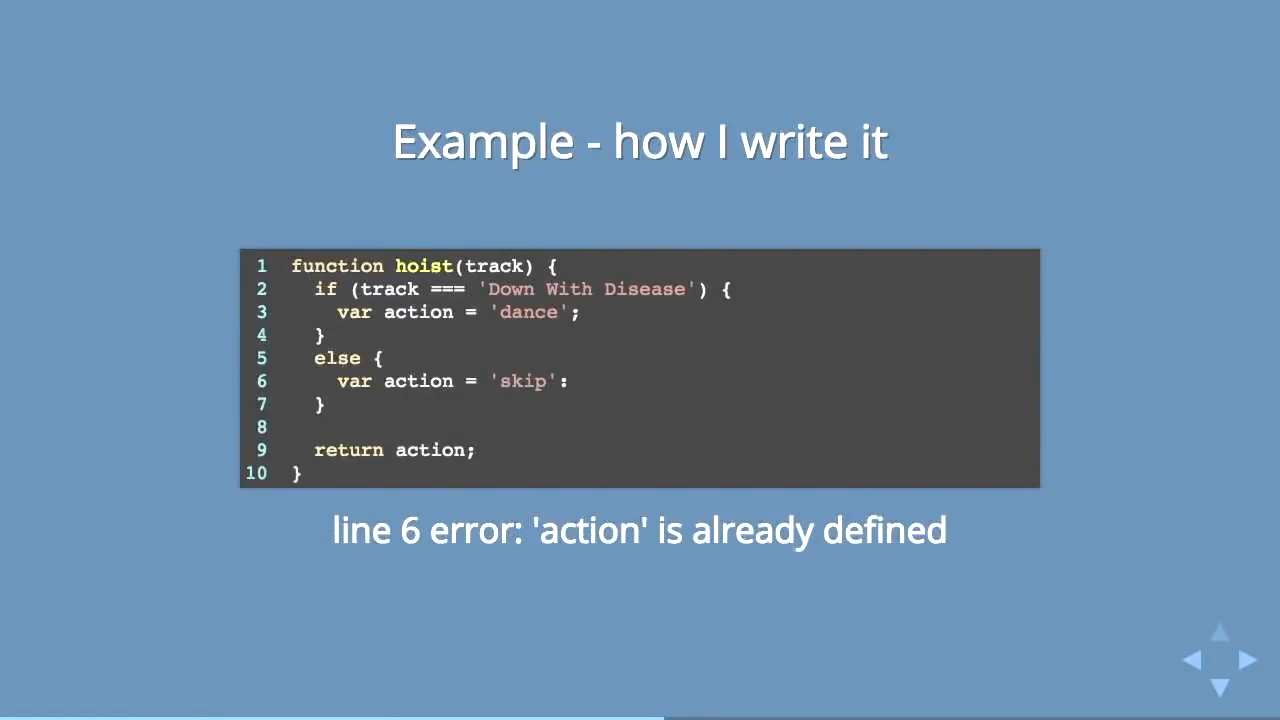 Example - how I write it
1 function hoist(track) {
2   if (track === 'Down With Disease') {
3     var action = 'dance';
4   }
5   else {
6     var action = 'skip':
7   }
8
9   return action;
10 }
line 6 error: 'action' is already defined